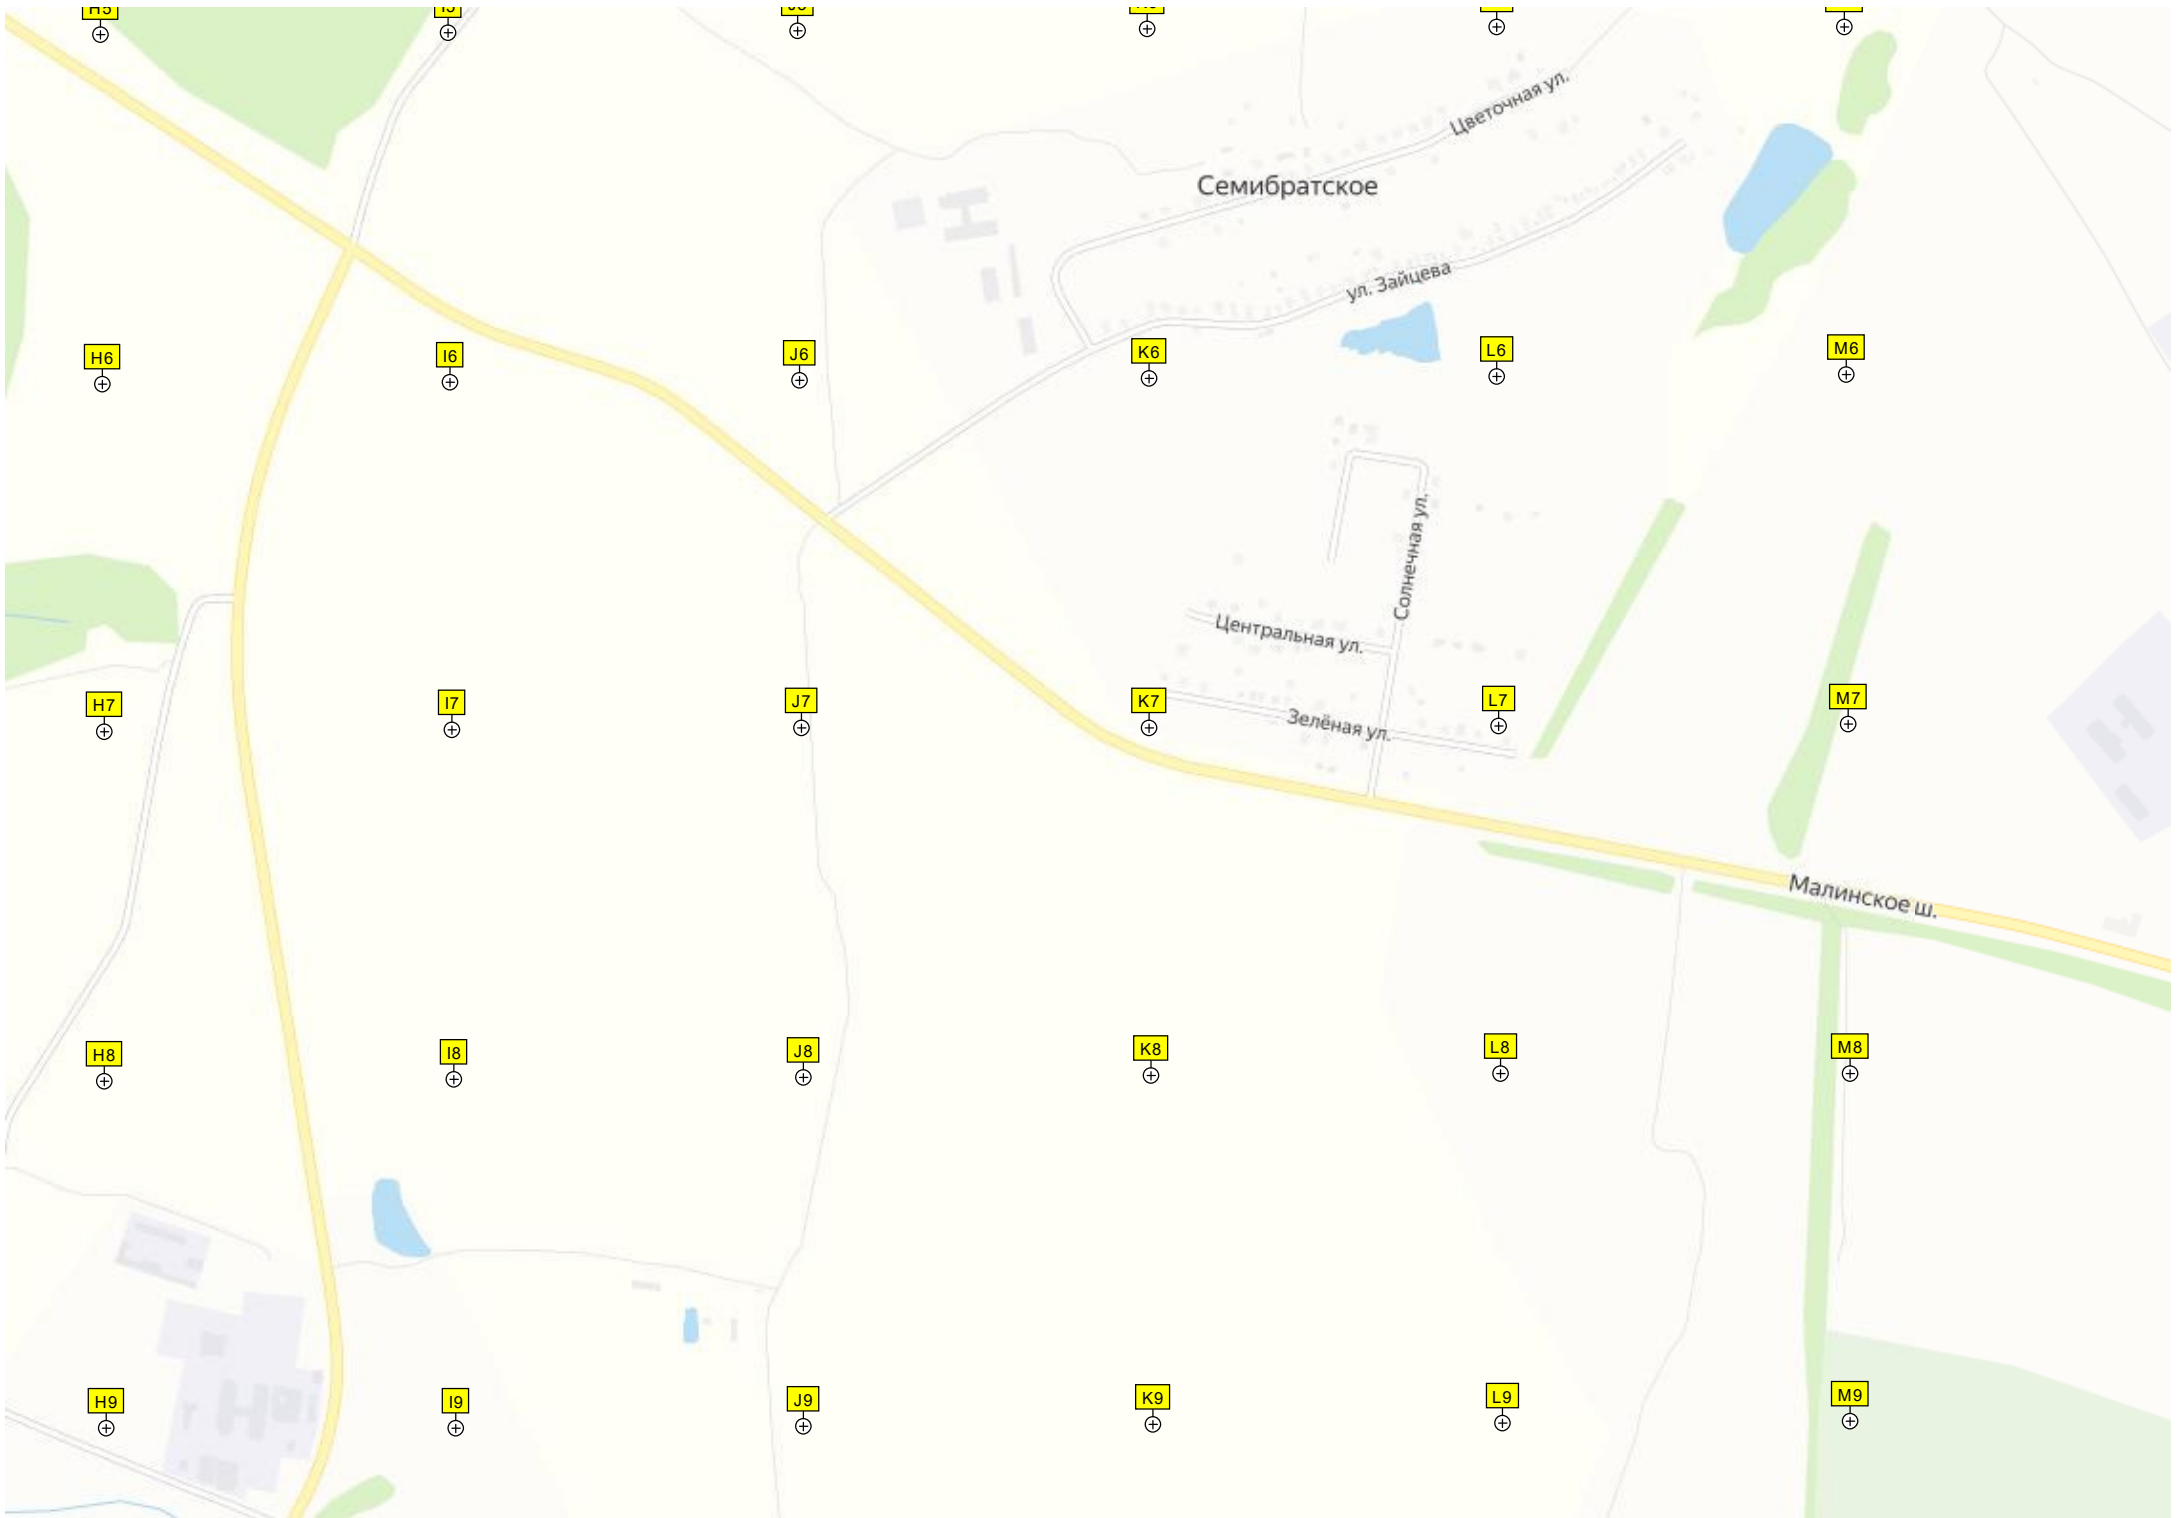 H5
Цветочная ул.
Семибратское
ул. Зайцева
H6
I6
J6
K6
L6
M6
Солнечная ул.
Центральная ул.
H7
I7
J7
K7
L7
M7
Зелёная ул.
Малинское ш.
H8
I8
J8
K8
L8
M8
H9
I9
J9
K9
L9
M9